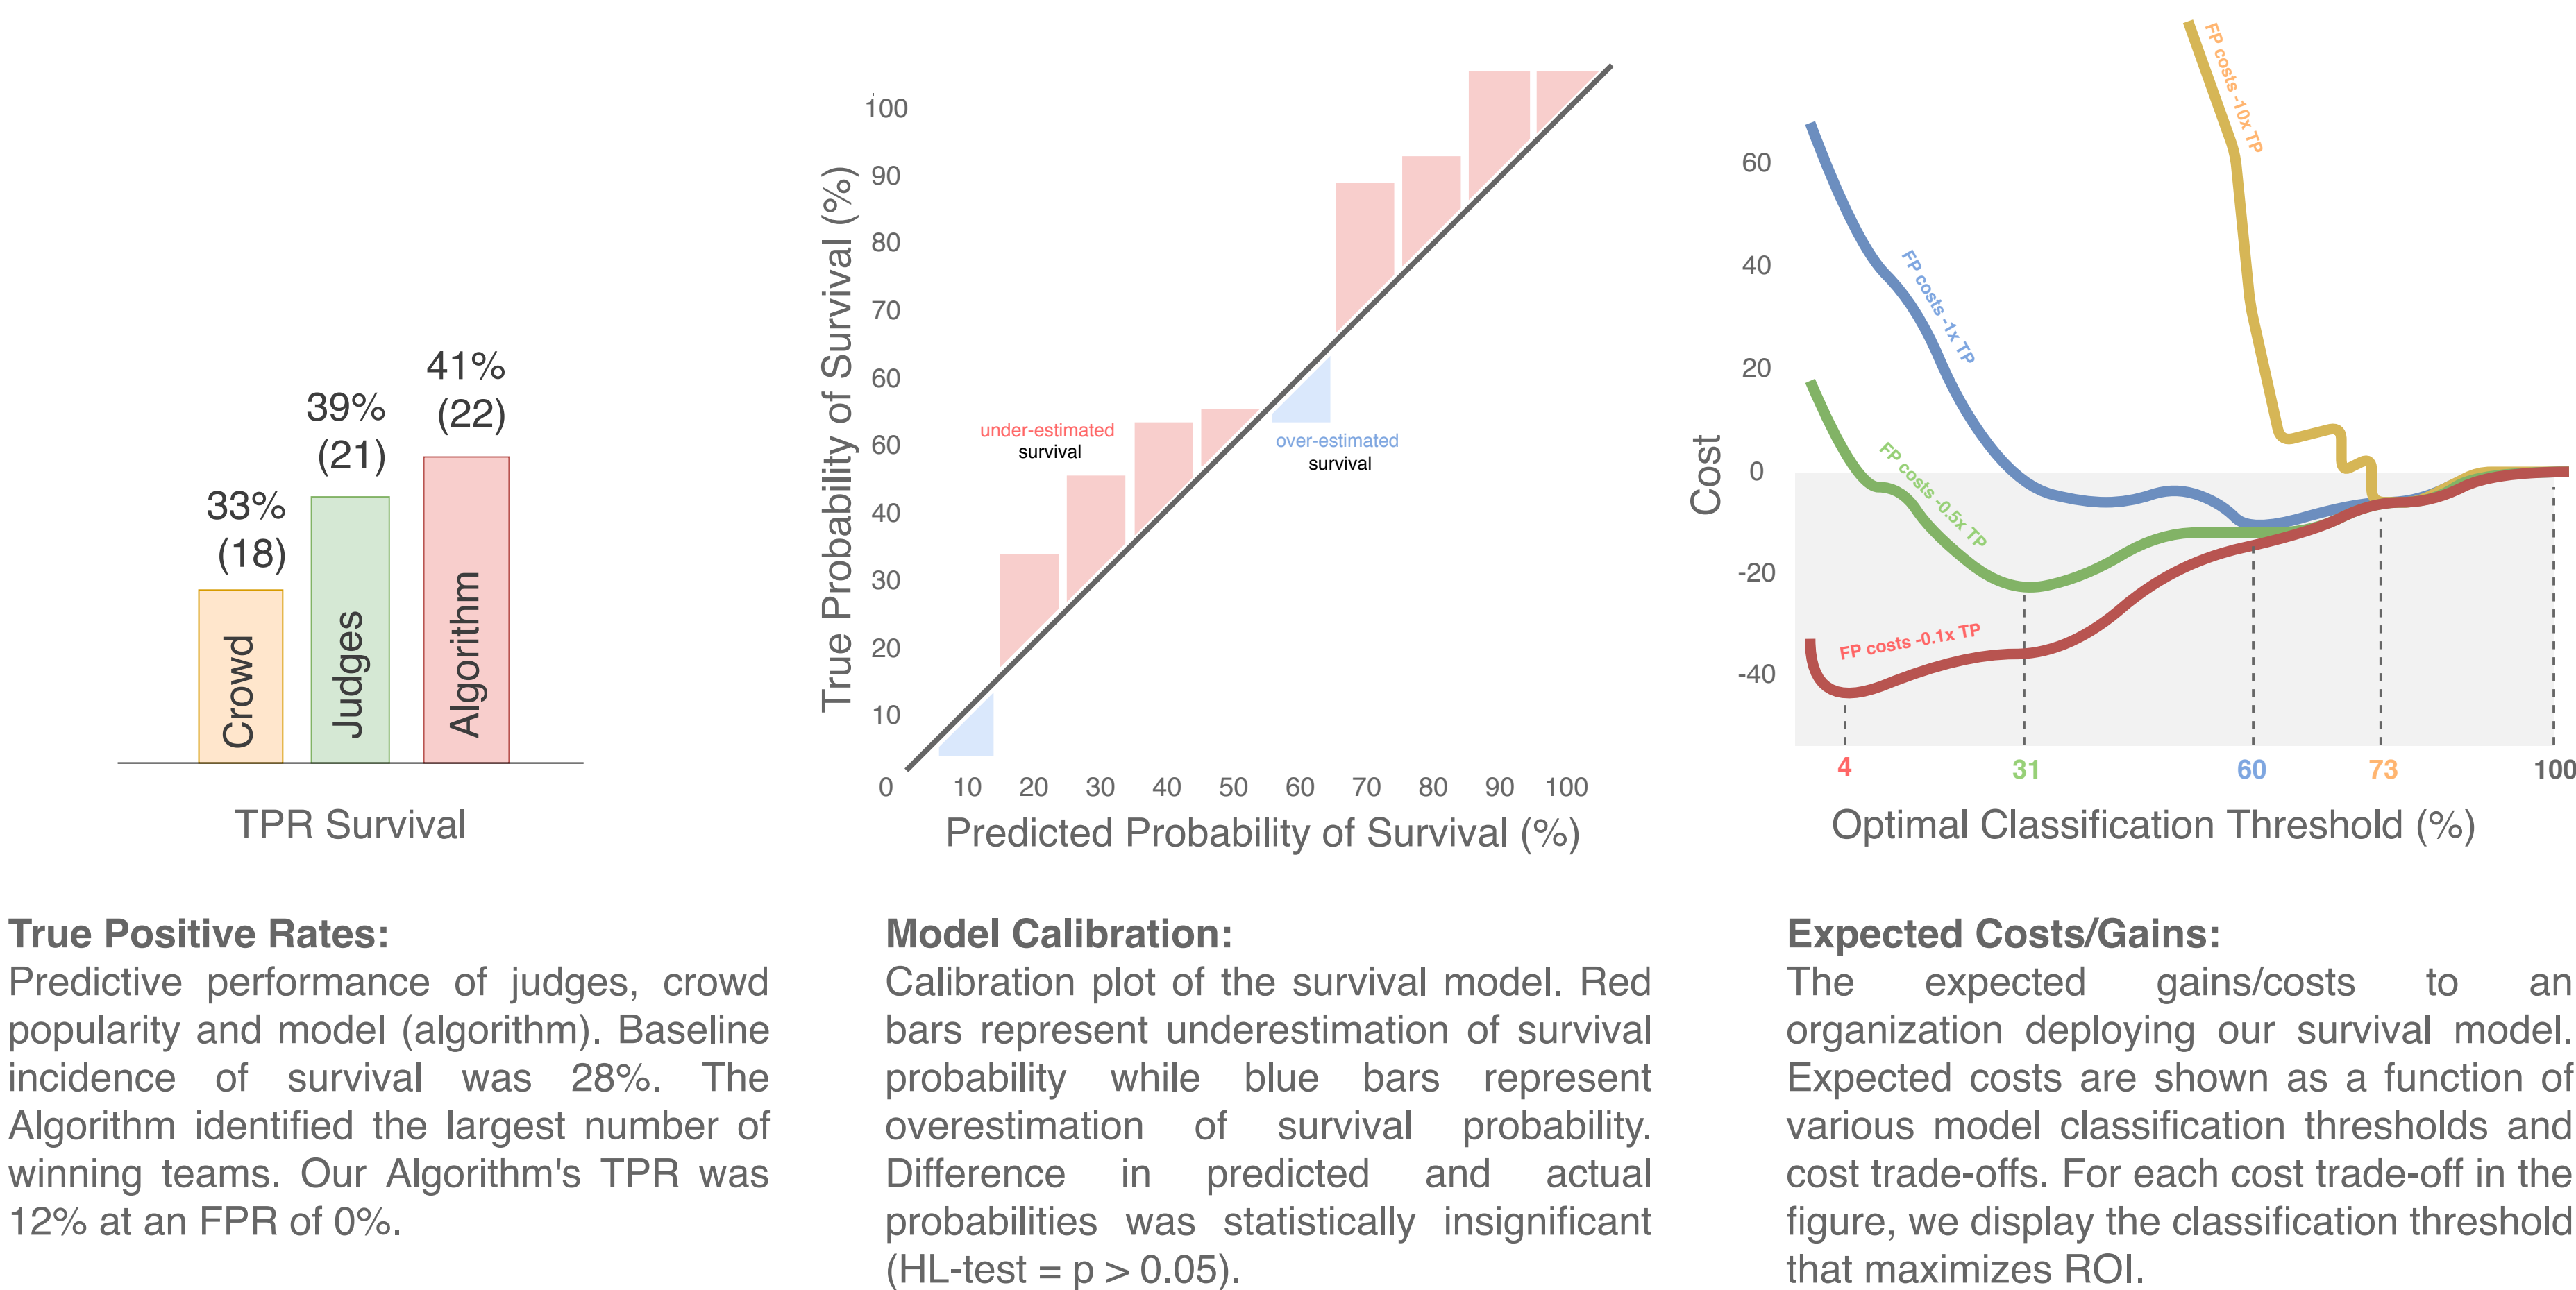 41%
(22)
39%
(21)
33%
(18)
Crowd
Judges
Algorithm
TPR Survival
True Probability of Survival (%)
100
90
80
70
60
60
40
30
20
10
0
10 20 30 40 50 60 70 80 90 100
Predicted Probability of Survival (%)
under-estimated
survival
over-estimated
survival
Cost
60
40
20
0
-20
-40
FP costs -10x TP
FP costs -1x TP
FP costs -0.5x TP
FP costs -0.1x TP
4 31 60 73 100
Optimal Classification Threshold (%)
True Positive Rates:
Predictive performance of judges, crowd
popularity and model (algorithm). Baseline
incidence of survival was 28%. The
Algorithm identified the largest number of
winning teams. Our Algorithm's TPR was
12% at an FPR of 0%.
Model Calibration:
Calibration plot of the survival model. Red
bars represent underestimation of survival
probability while blue bars represent
overestimation of survival probability.
Difference in predicted and actual
probabilities was statistically insignificant
(HL-test = p > 0.05).
Expected Costs/Gains:
The expected gains/costs to an
organization deploying our survival model.
Expected costs are shown as a function of
various model classification thresholds and
cost trade-offs. For each cost trade-off in the
figure, we display the classification threshold
that maximizes ROI.